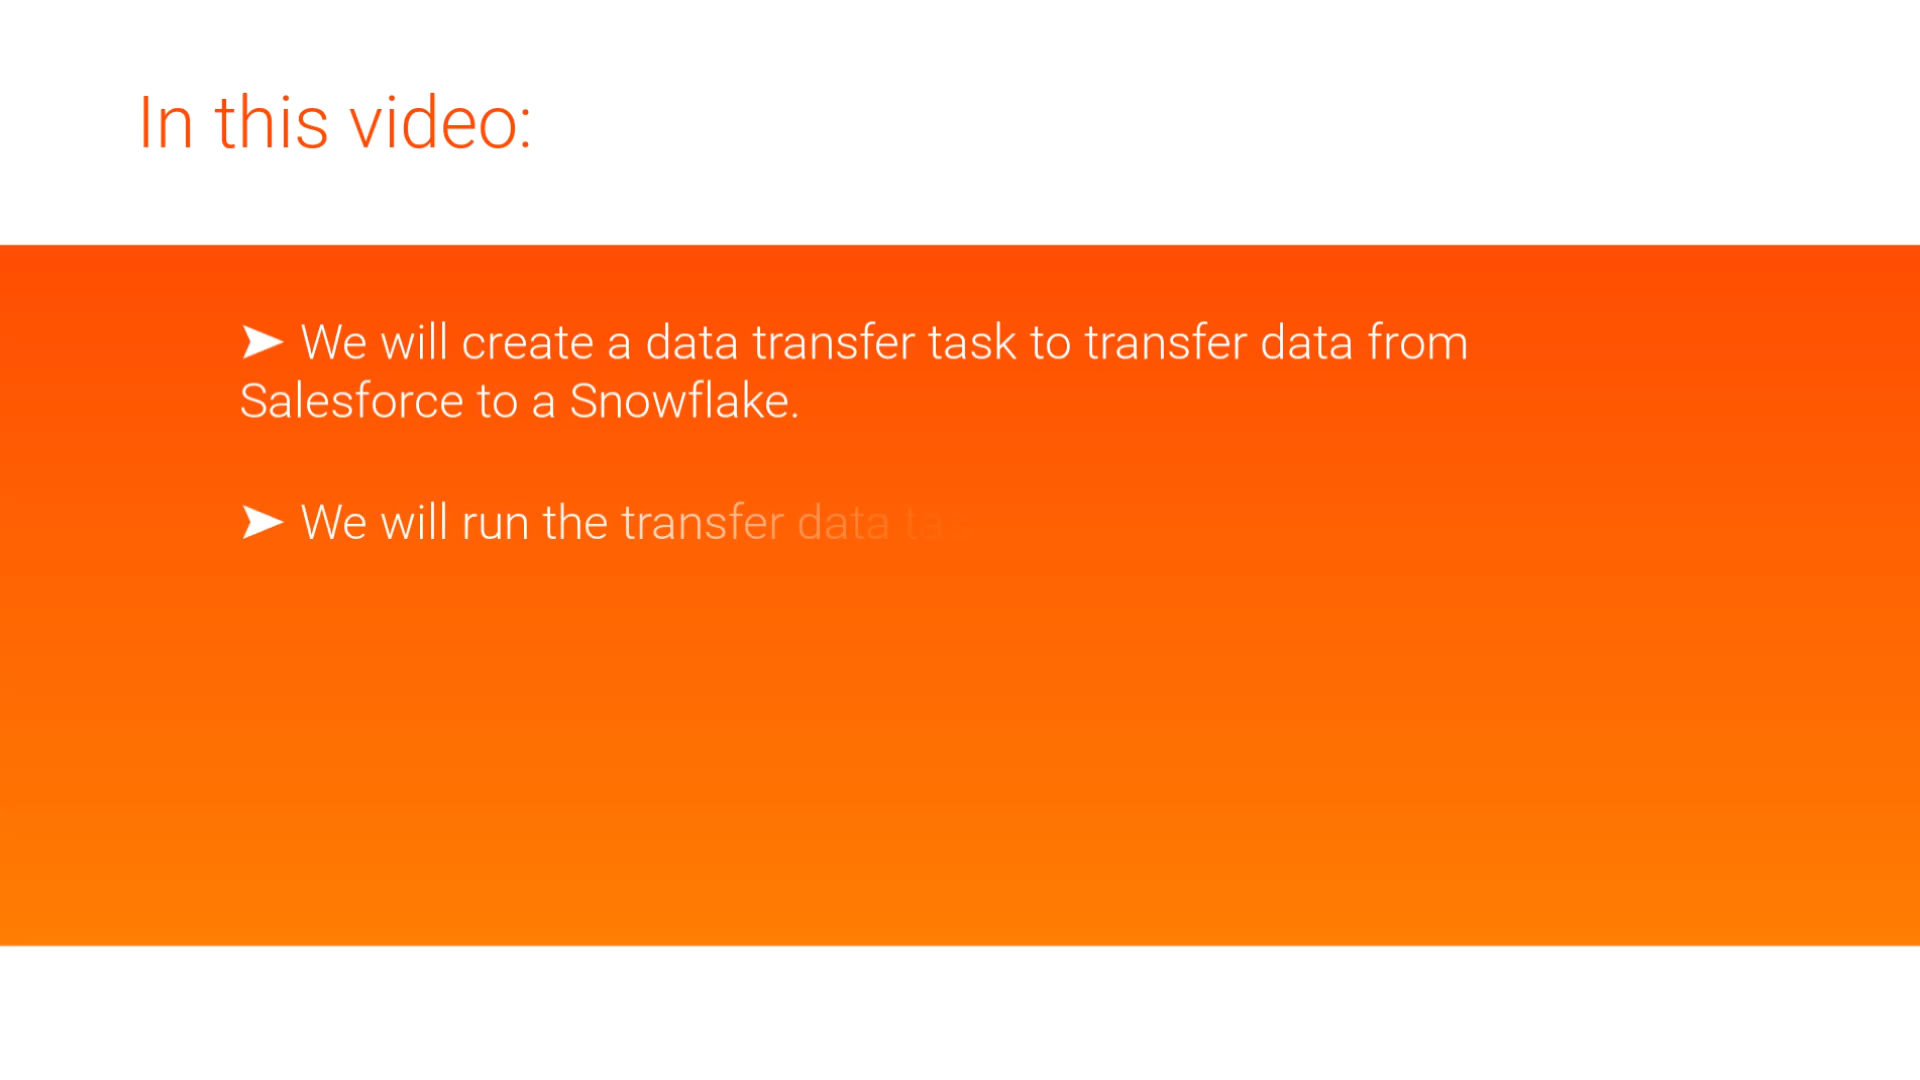 In this video:
➤ We will create a data transfer task to transfer data from
Salesforce to a Snowflake.
➤ We will run the transfer data